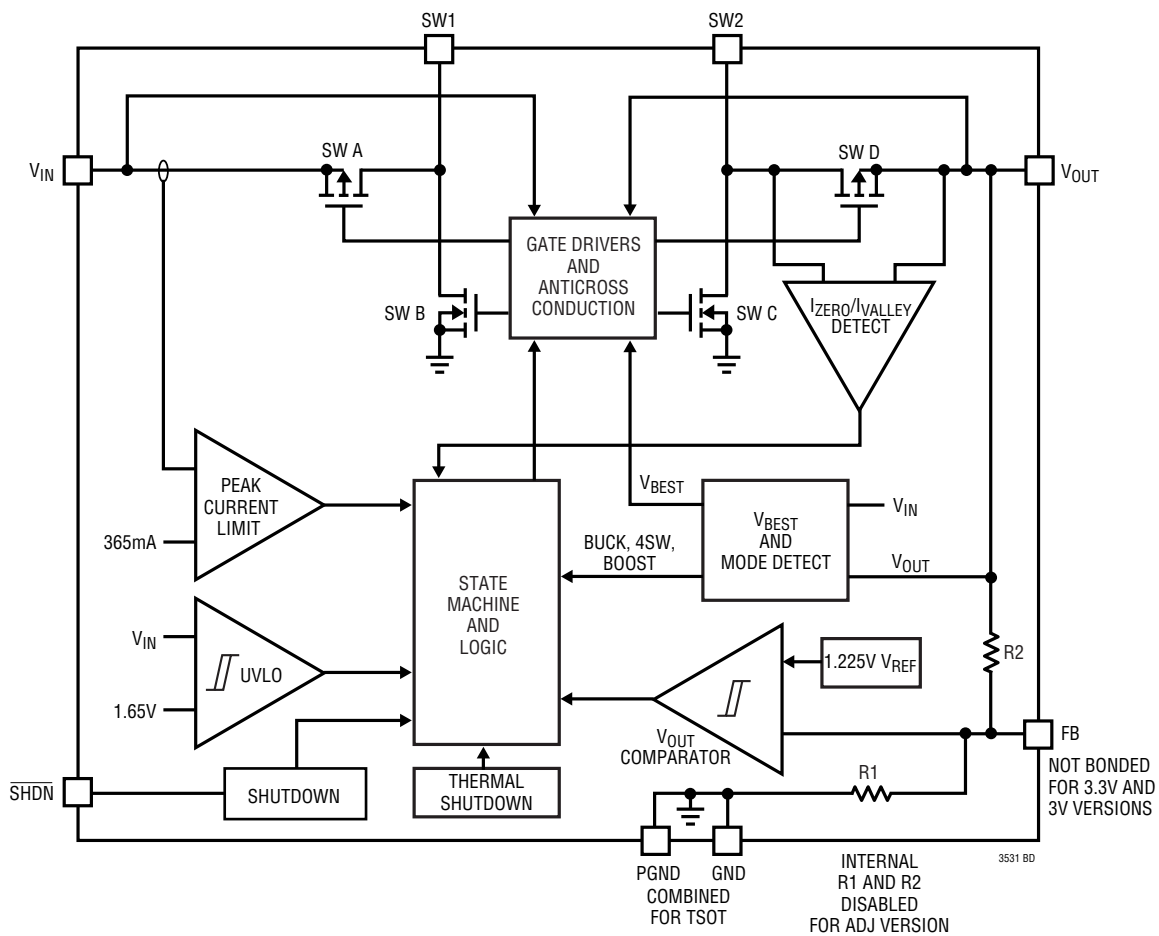 SW1
SW2
SW A
SW D
VIN
VOUT
GATE DRIVERS
AND
ANTICROSS
CONDUCTION
SW B
SW C
IZERO/IVALLEY
DETECT
PEAK
CURRENT
LIMIT
365mA
VBEST
VBEST
AND
MODE DETECT
VIN
VOUT
BUCK, 4SW,
BOOST
STATE
MACHINE
AND
LOGIC
VIN
UVLO
1.65V
1.225V VREF
R2
VOUT
COMPARATOR
FB
NOT BONDED
FOR 3.3V AND
3V VERSIONS
SHDN
SHUTDOWN
THERMAL
SHUTDOWN
R1
PGND
GND
COMBINED
FOR TSOT
INTERNAL
R1 AND R2
DISABLED
FOR ADJ VERSION
3531 BD